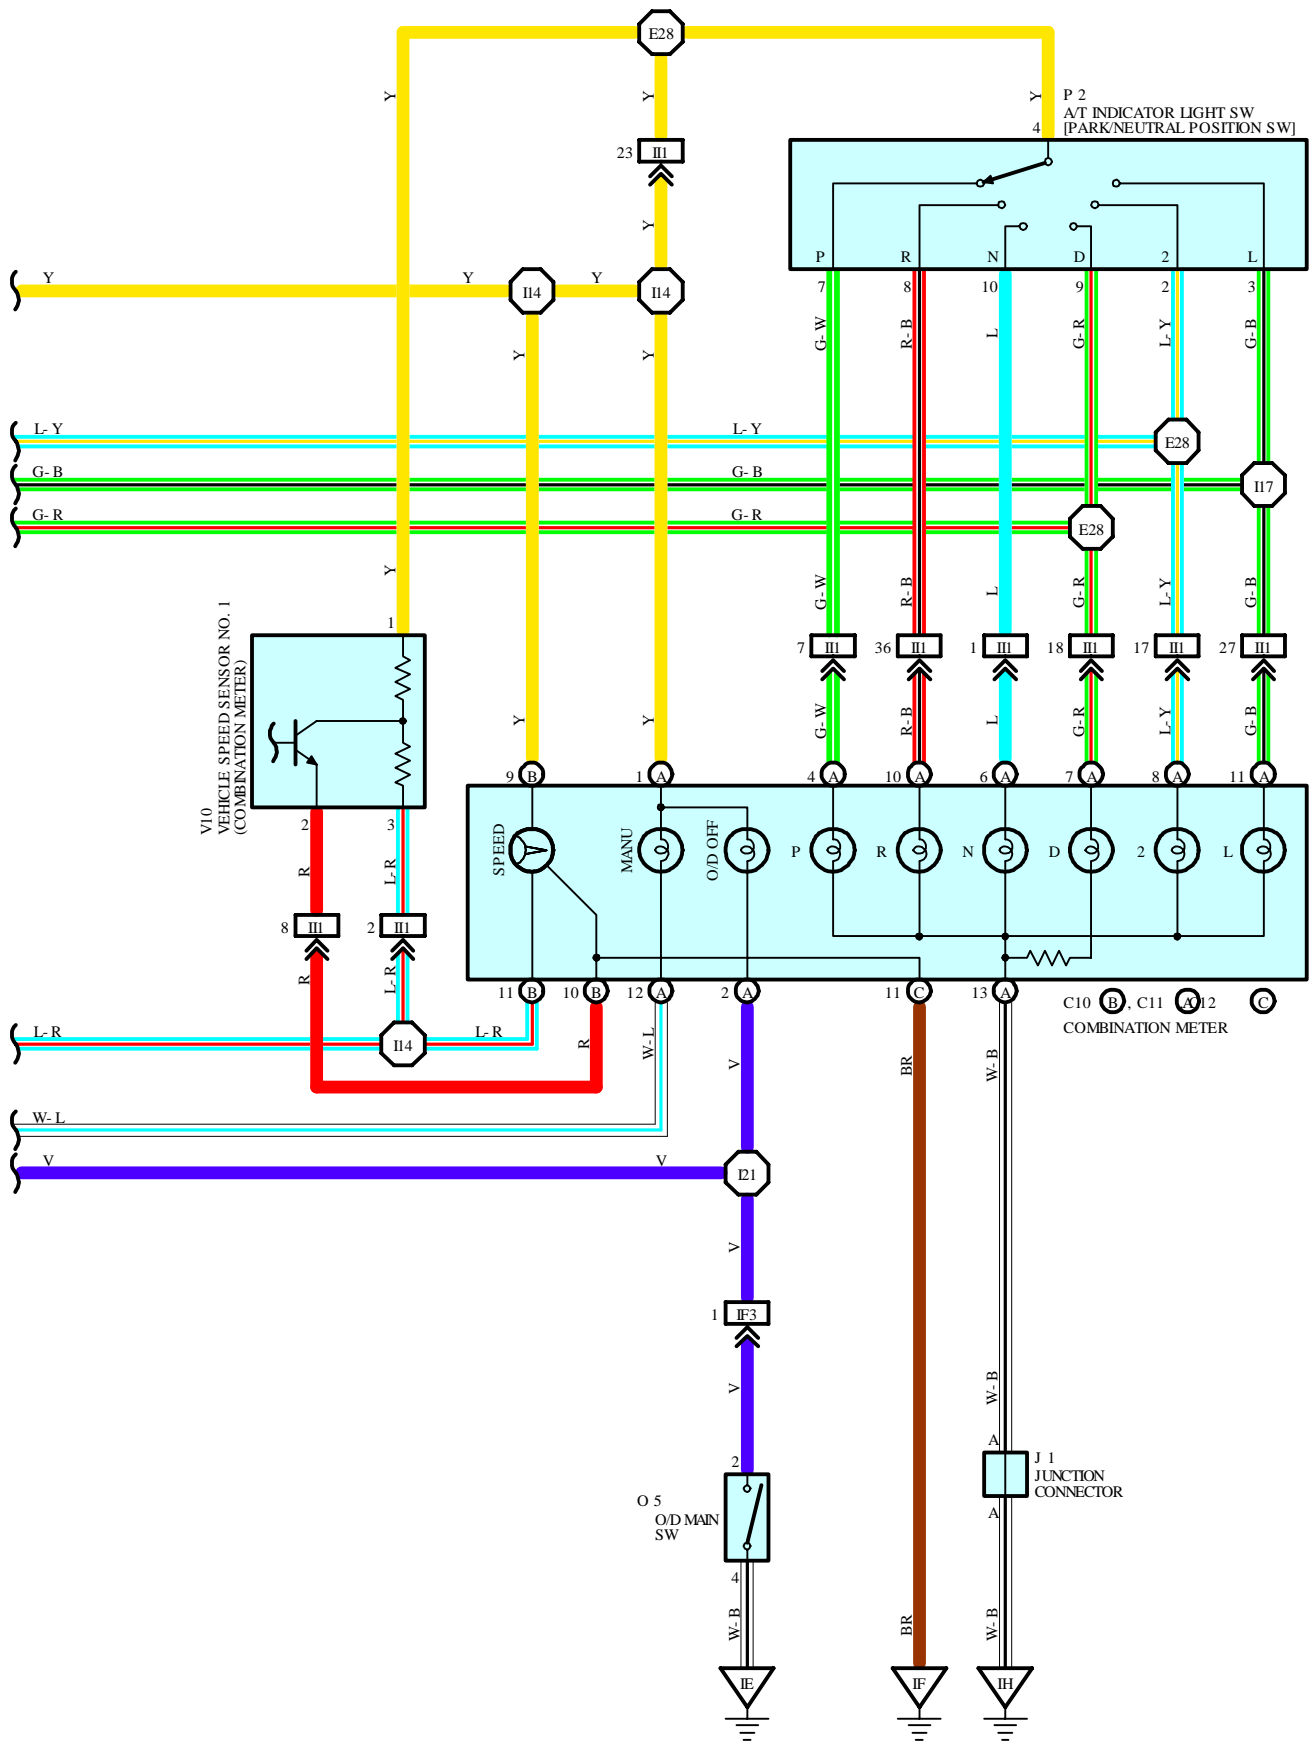 E28
Y
Y
Y
P 2
A/T INDICATOR LIGHT SW
[PARK/NEUTRAL POSITION SW]
4
23
II1
Y
P
R
N
D
2
L
Y
Y
I14
Y
I14
7
8
10
9
2
3
Y
Y
G-W
R-B
L
G-R
L-Y
G-B
L-Y
L-Y
E28
G-B
G-B
I17
G-R
G-R
E28
Y
G-W
R-B
L
G-R
L-Y
G-B
1
7
II1
36
II1
1
II1
18
II1
17
II1
27
II1
V10
VEHICLE SPEED SENSOR NO. 1
(COMBINATION METER)
Y
Y
G-W
R-B
L
G-R
L-Y
G-B
9
B
1
A
4
A
10
A
6
A
7
A
8
A
11
A
2
3
SPEED
MANU
O/D OFF
P
R
N
D
2
L
R
L-R
8
II1
2
II1
R
L-R
11
B
10
B
12
A
2
A
11
C
13
A
C10
B
, C11
A
C12
C
COMBINATION METER
L-R
I14
L-R
R
W-L
V
BR
W-B
W-L
V
V
I21
V
1
IF3
V
W-B
2
A
J 1
JUNCTION
CONNECTOR
A
O 5
O/D MAIN
SW
4
W-B
BR
W-B
IE
IF
IH